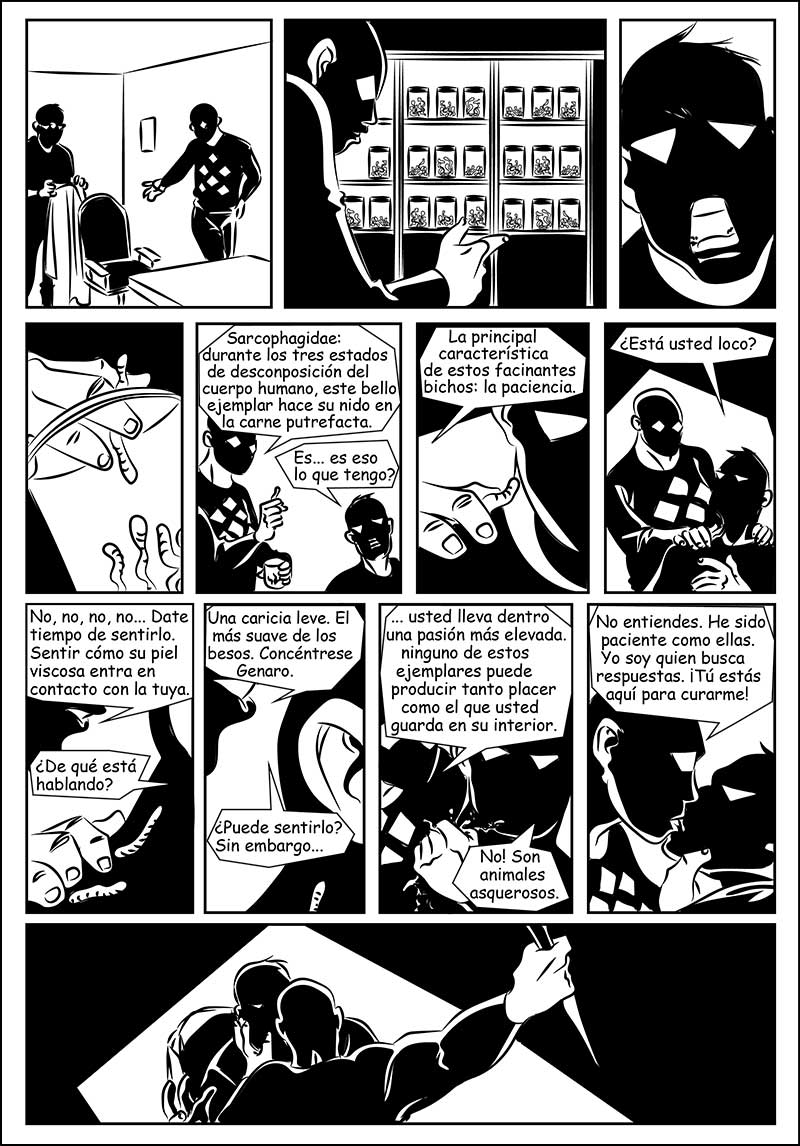 Sarcophagidae:
durante los tres estados
de desconposición del
cuerpo humano, este bello
ejemplar hace su nido en
la carne putrefacta.
Es... es eso
lo que tengo?
La principal
característica
de estos facinantes
bichos: la paciencia.
¿Está usted loco?
No, no, no, no... Date
tiempo de sentirlo.
Sentir cómo su piel
viscosa entra en
contacto con la tuya.
¿De qué está
hablando?
Una caricia leve. El
más suave de los
besos. Concéntrese
Genaro.
¿Puede sentirlo?
Sin embargo...
... usted lleva dentro
una pasión más elevada.
ninguno de estos
ejemplares puede
producir tanto placer
como el que usted
guarda en su interior.
No! Son
animales
asquerosos.
No entiendes. He sido
paciente como ellas.
Yo soy quien busca
respuestas. ¡Tú estás
aquí para curarme!